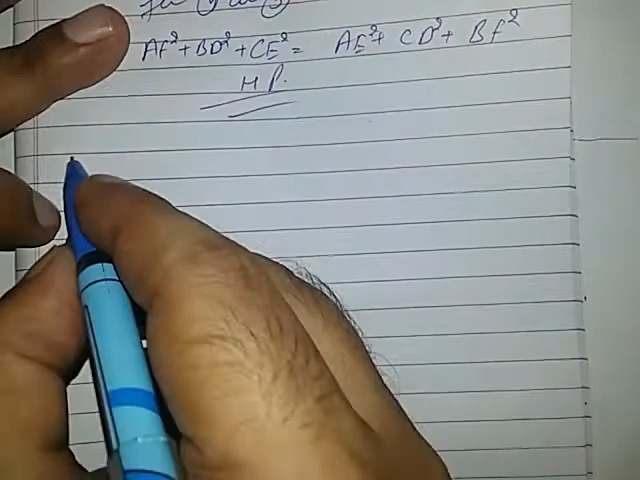 AF²+BD²+CE²= AE²+ CD²+ BF²
H P.